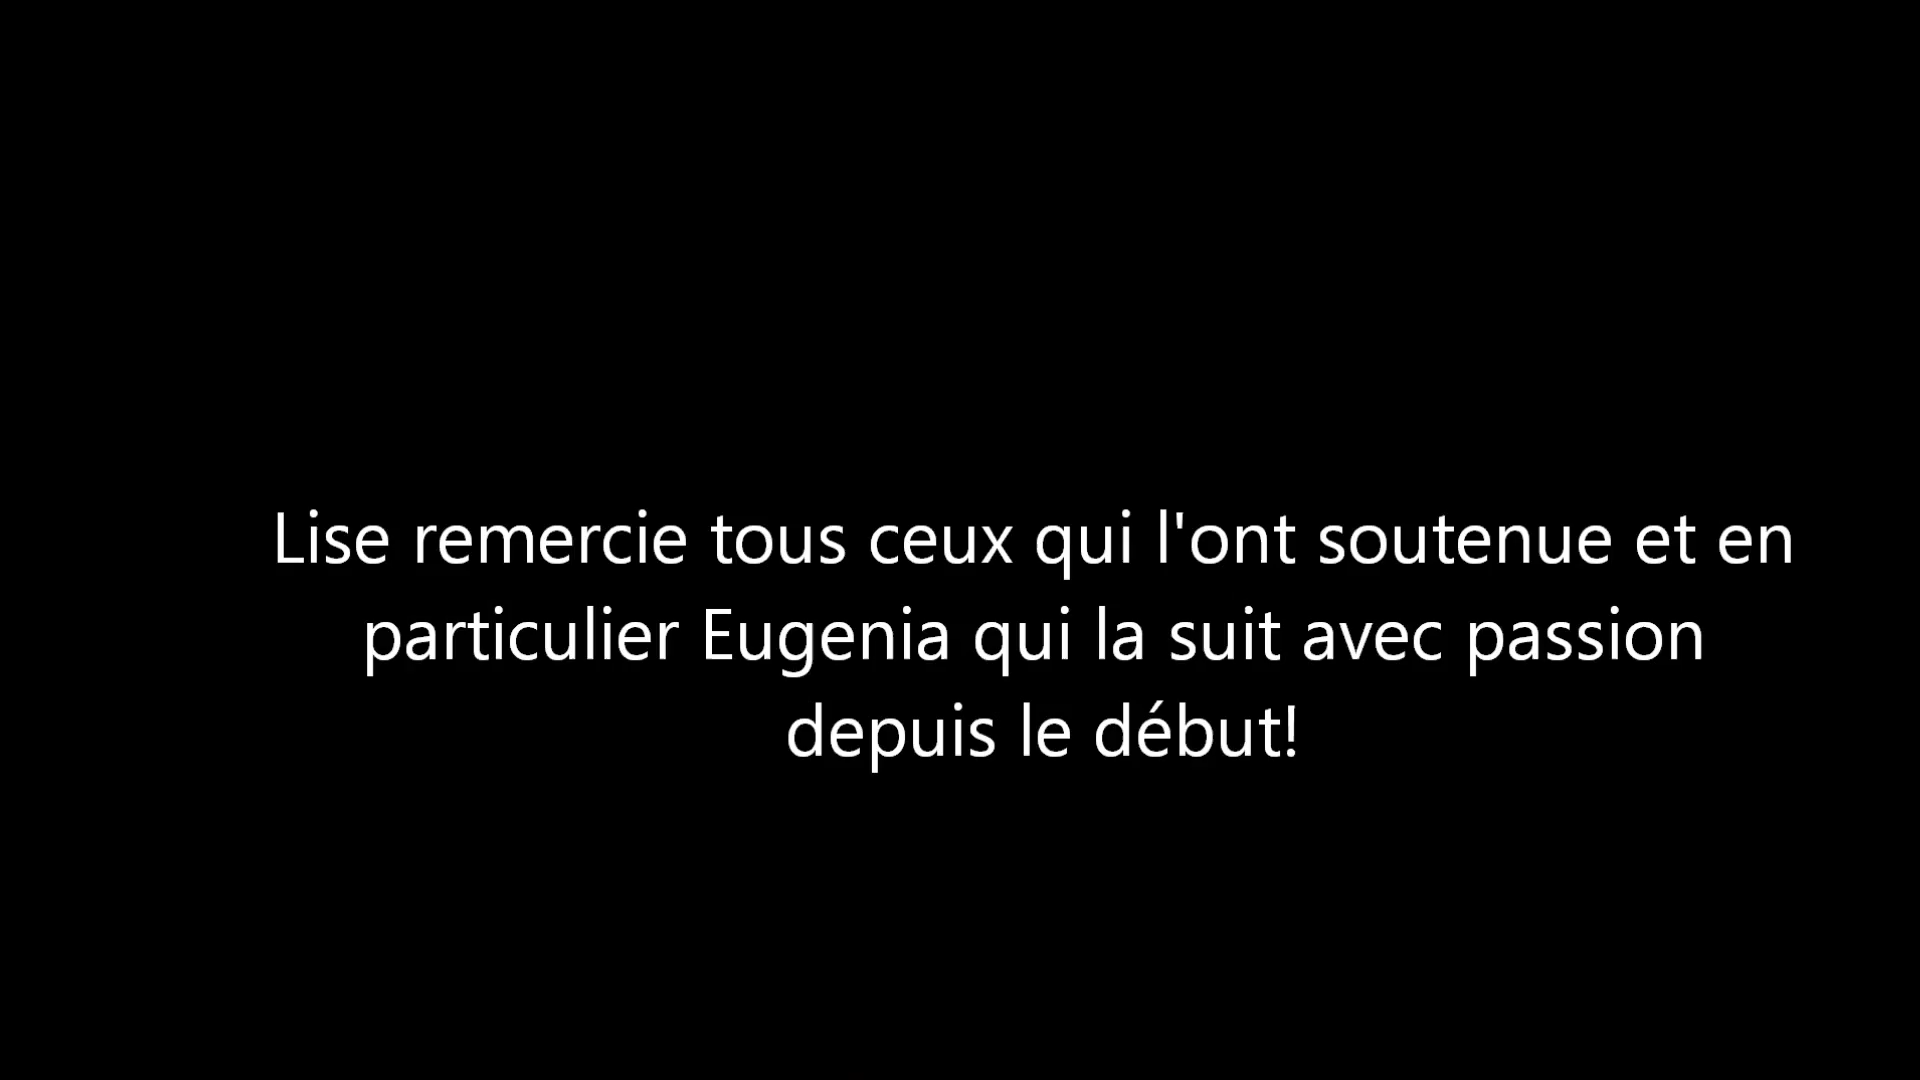 Lise remercie tous ceux qui l'ont soutenue et en
particulier Eugenia qui la suit avec passion
depuis le début!